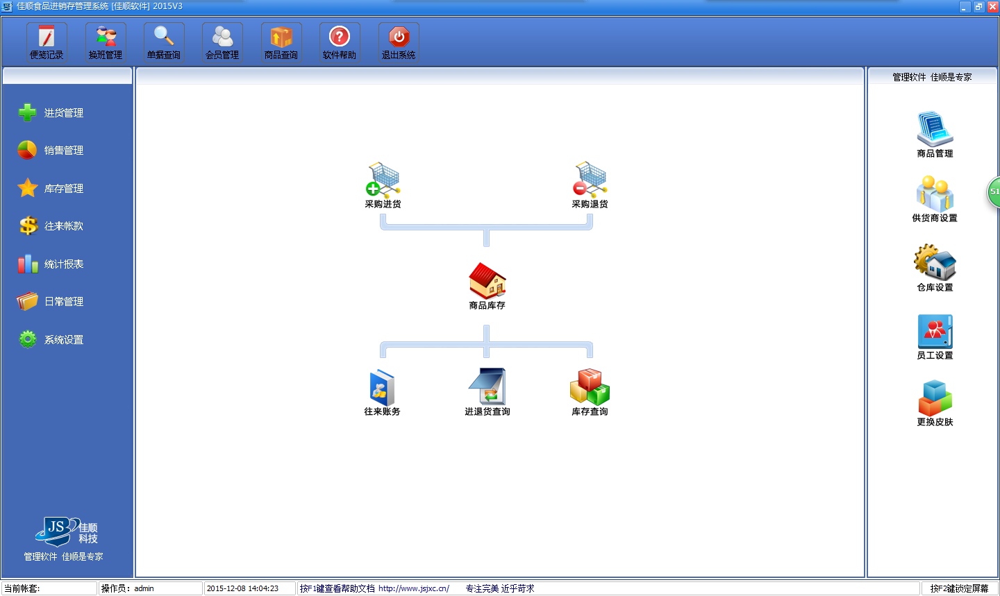 佳顺食品进销存管理系统 [佳顺软件] 2015V3
便笺记录 换班管理 单据查询 会员管理 商品查询 软件帮助 退出系统
管理软件 佳顺是专家
进货管理
销售管理
库存管理
往来帐款
统计报表
日常管理
系统设置
JS 佳顺
科技
管理软件 佳顺是专家
采购进货 采购退货
商品库存
往来账务 进退货查询 库存查询
商品管理
供货商设置
仓库设置
员工设置
更换皮肤
51
当前帐套: 操作员：admin 2015-12-08 14:04:23 按F1键查看帮助文档 http://www.jsjxc.cn/ 专注完美 近乎苛求 按F2键锁定屏幕